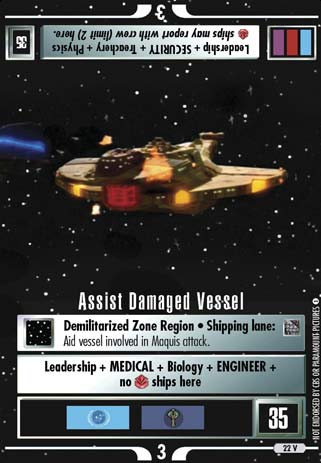 3
35
Leadership + SECURITY + Treachery + Physics
ships may report with crew (limit 2) here.
Assist Damaged Vessel
Demilitarized Zone Region • Shipping lane:
Aid vessel involved in Maquis attack.
Leadership + MEDICAL + Biology + ENGINEER +
no ships here
35
3
22 V
•NOT ENDORSED BY CBS OR PARAMOUNT PICTURES